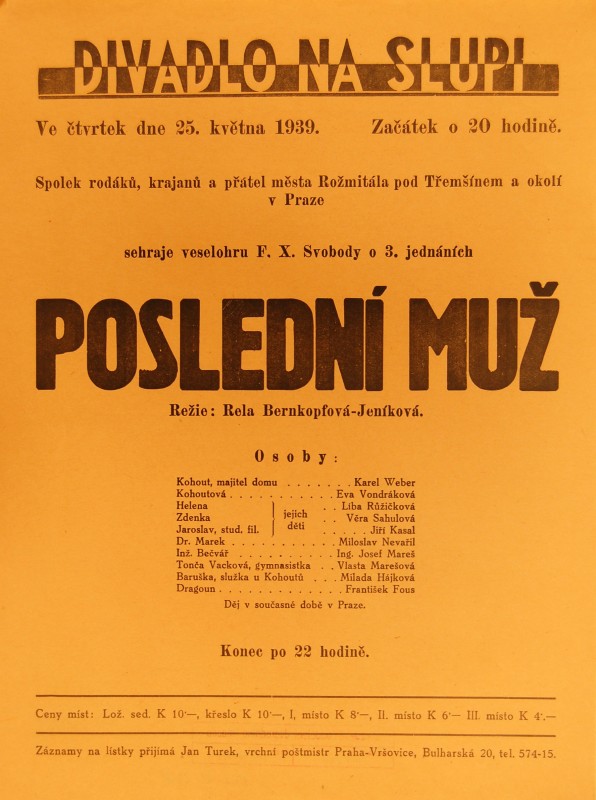 DIVADLO NA SLUPI
Ve čtvrtek dne 25. května 1939. Začátek o 20 hodině.
Spolek rodáků, krajanů a přátel města Rožmitála pod Třemšínem a okolí
v Praze
sehraje veselohru F. X. Svobody o 3. jednáních
POSLEDNÍ MUŽ
Režie: Rela Bernkopfová-Jeníková.
Osoby:
Kohout, majitel domu . . . . . . . Karel Weber
Kohoutová . . . . . . . . . . . Eva Vondráková
Helena . . Liba Růžičková
Zdenka jejich . . Věra Sahulová
Jaroslav, stud. fil. děti . . . . . Jiří Kasal
Dr. Marek . . . . . . . . . . . Miloslav Nevařil
Inž. Bečvář . . . . . . . . . . Ing. Josef Mareš
Tonča Vacková, gymnasistka . . Vlasta Marešová
Baruška, služka u Kohoutů . . . Milada Hájková
Dragoun . . . . . . . . . . . . František Fous
Děj v současné době v Praze.
Konec po 22 hodině.
Ceny míst: Lož. sed. K 10·—, křeslo K 10·—, I, místo K 8·—, II. místo K 6·— III. místo K 4·.—
Záznamy na lístky přijímá Jan Turek, vrchní poštmistr Praha-Vršovice, Bulharská 20, tel. 574-15.